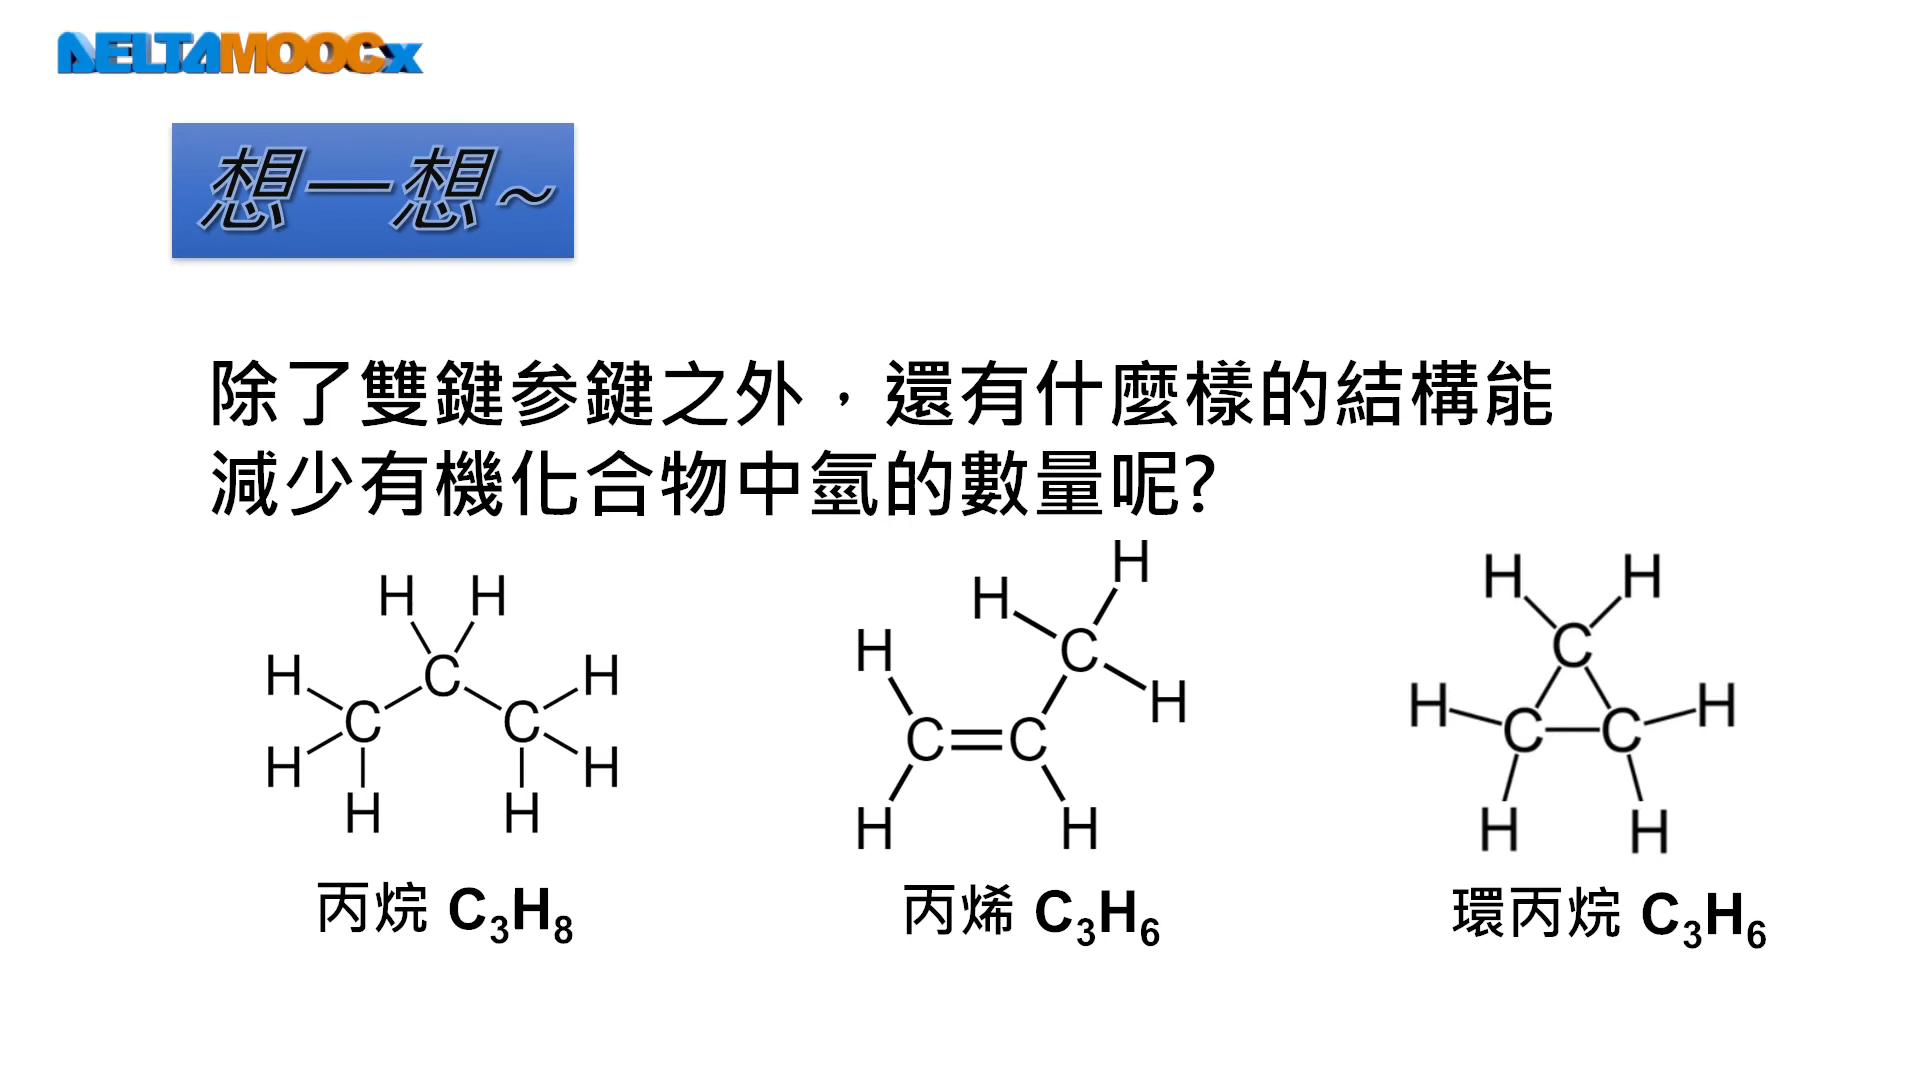 DELTAMOOCx
想一想~
除了雙鍵参鍵之外，還有什麼樣的結構能
減少有機化合物中氫的數量呢?
H H
H C H
C C
H H
H H
丙烷 C₃H₈
H
H
H C
H
C=C
H H
丙烯 C₃H₆
H H
C
H H
C C
H H
環丙烷 C₃H₆